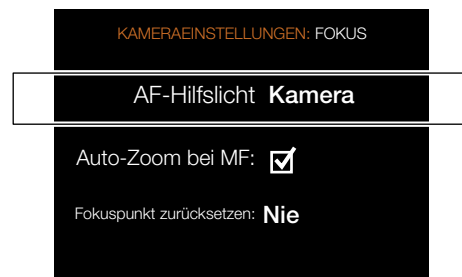 KAMERAEINSTELLUNGEN: FOKUS
AF-Hilfslicht Kamera
Auto-Zoom bei MF:
Fokuspunkt zurücksetzen: Nie